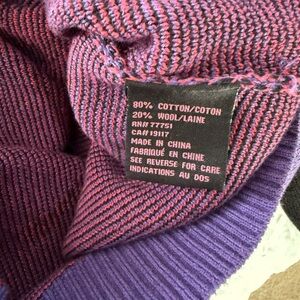 80% COTTON/COTON
20% WOOL/LAINE
RN# 77751
CA# 19117
MADE IN CHINA
FABRIQUÉ EN CHINE
SEE REVERSE FOR CARE
INDICATIONS AU DOS